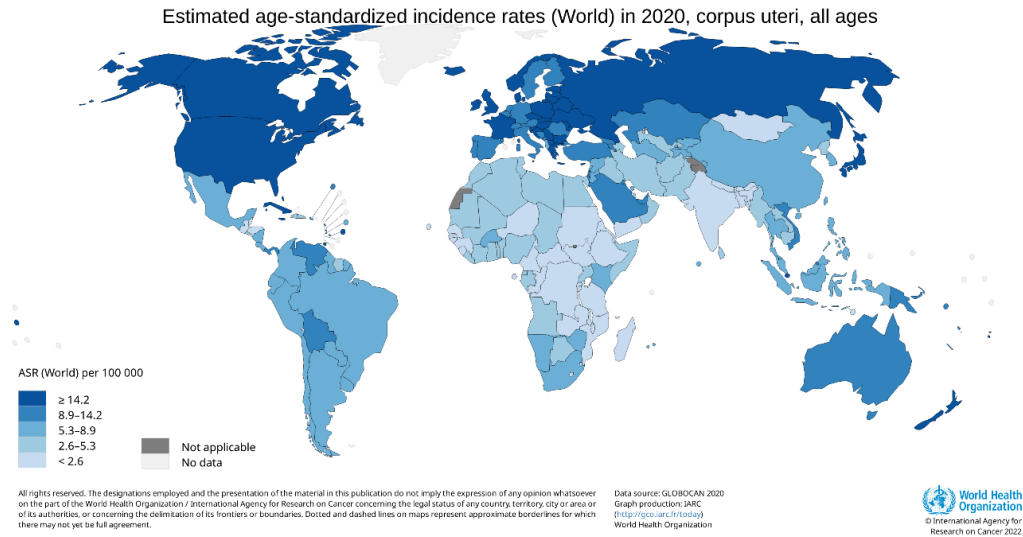 Estimated age-standardized incidence rates (World) in 2020, corpus uteri, all ages
ASR (World) per 100 000
≥ 14.2
8.9–14.2
5.3–8.9
2.6–5.3
< 2.6
Not applicable
No data
All rights reserved. The designations employed and the presentation of the material in this publication do not imply the expression of any opinion whatsoever
on the part of the World Health Organization / International Agency for Research on Cancer concerning the legal status of any country, territory, city or area or
of its authorities, or concerning the delimitation of its frontiers or boundaries. Dotted and dashed lines on maps represent approximate borderlines for which
there may not yet be full agreement.
Data source: GLOBOCAN 2020
Graph production: IARC
(http://gco.iarc.fr/today)
World Health Organization
World Health
Organization
© International Agency for
Research on Cancer 2022